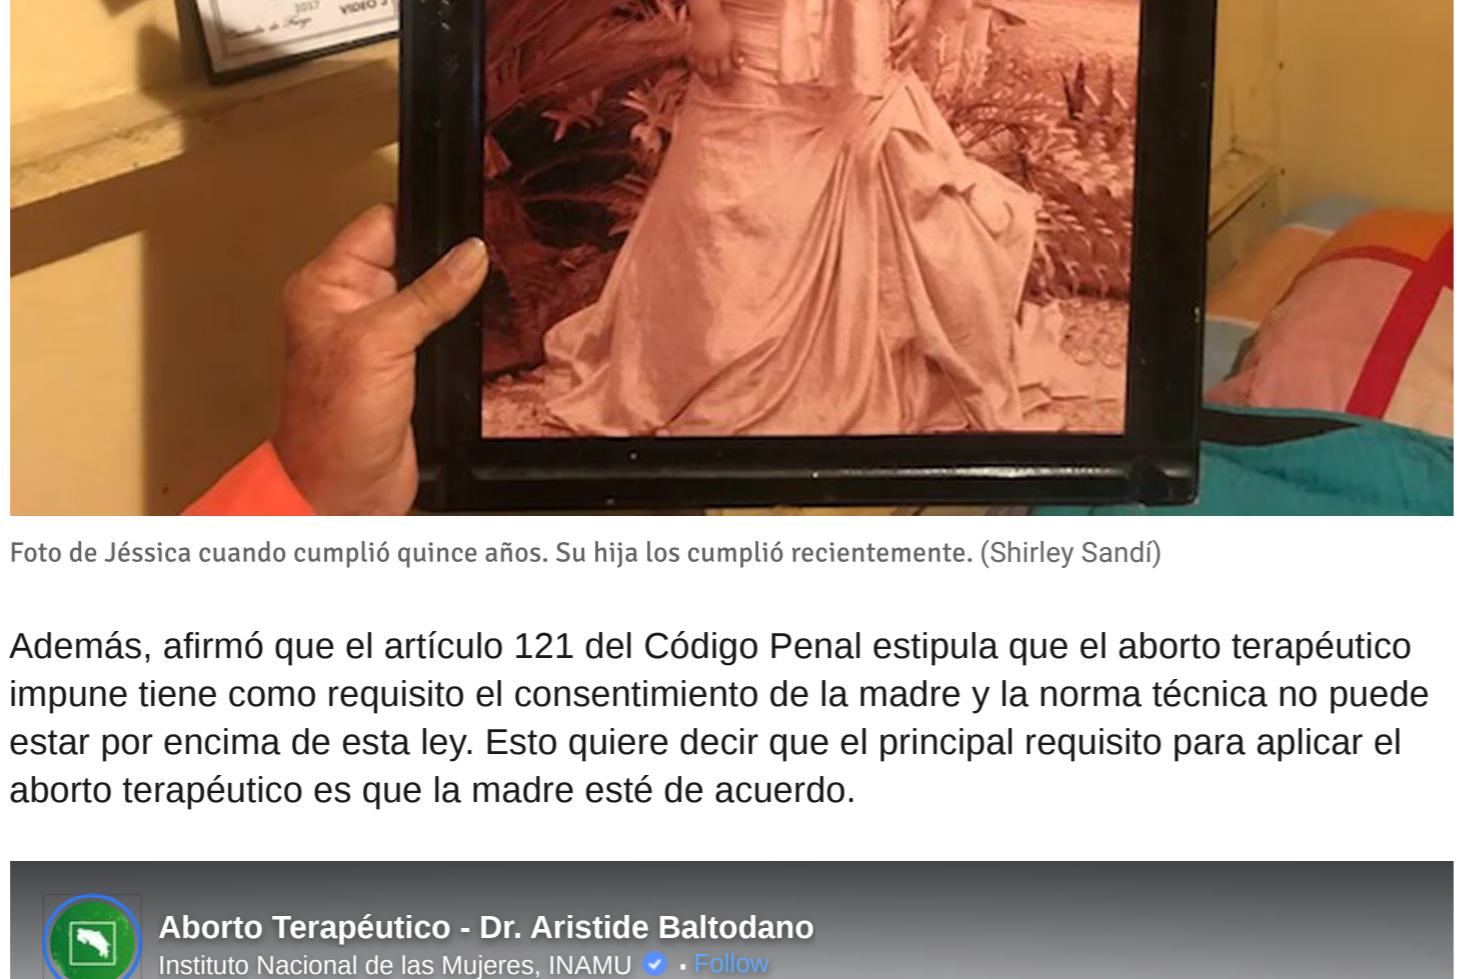 2017 VIDEO 2
Foto de Jéssica cuando cumplió quince años. Su hija los cumplió recientemente. (Shirley Sandí)
Además, afirmó que el artículo 121 del Código Penal estipula que el aborto terapéutico
impune tiene como requisito el consentimiento de la madre y la norma técnica no puede
estar por encima de esta ley. Esto quiere decir que el principal requisito para aplicar el
aborto terapéutico es que la madre esté de acuerdo.
Aborto Terapéutico - Dr. Aristide Baltodano
Instituto Nacional de las Mujeres, INAMU · Follow